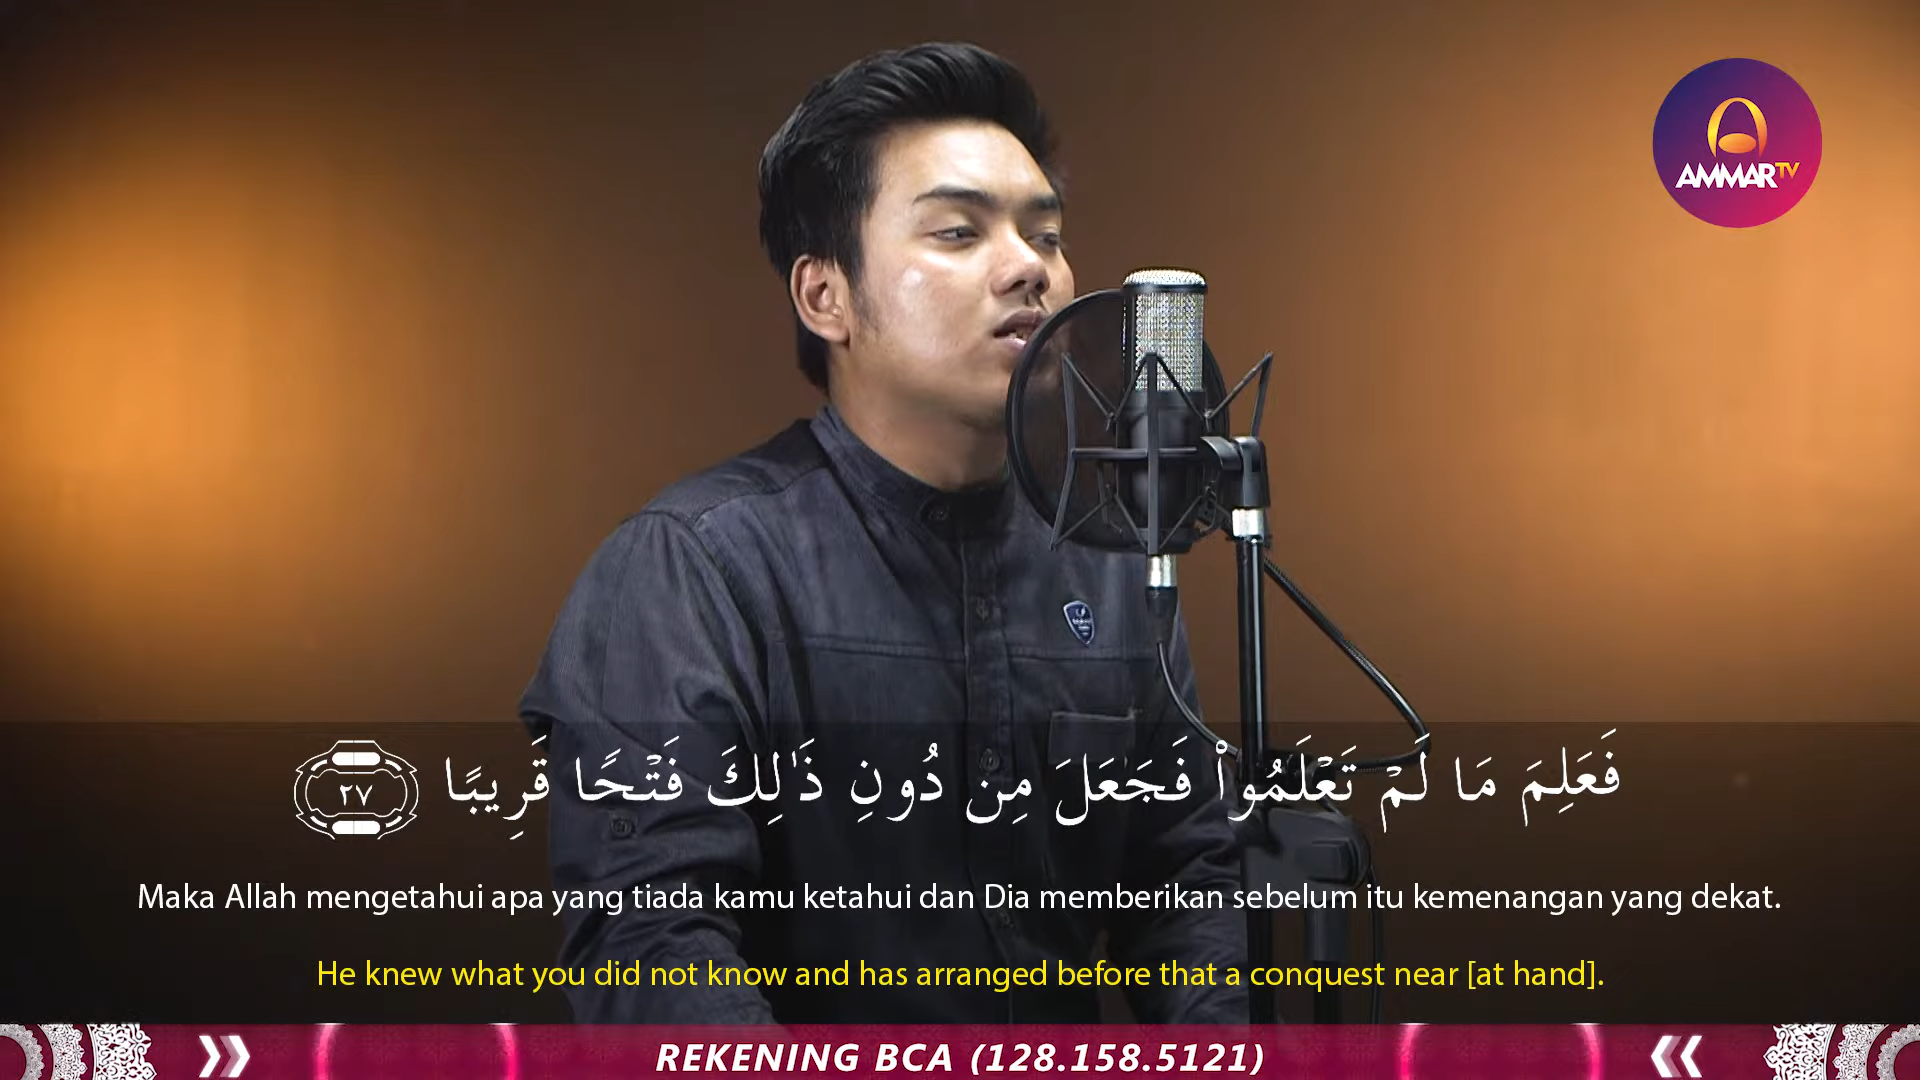 AMMARTV
فَعَلِمَ مَا لَمْ تَعْلَمُوا۟ فَجَعَلَ مِن دُونِ ذَٰلِكَ فَتْحًا قَرِيبًا ٢٧
Maka Allah mengetahui apa yang tiada kamu ketahui dan Dia memberikan sebelum itu kemenangan yang dekat.
He knew what you did not know and has arranged before that a conquest near [at hand].
REKENING BCA (128.158.5121)